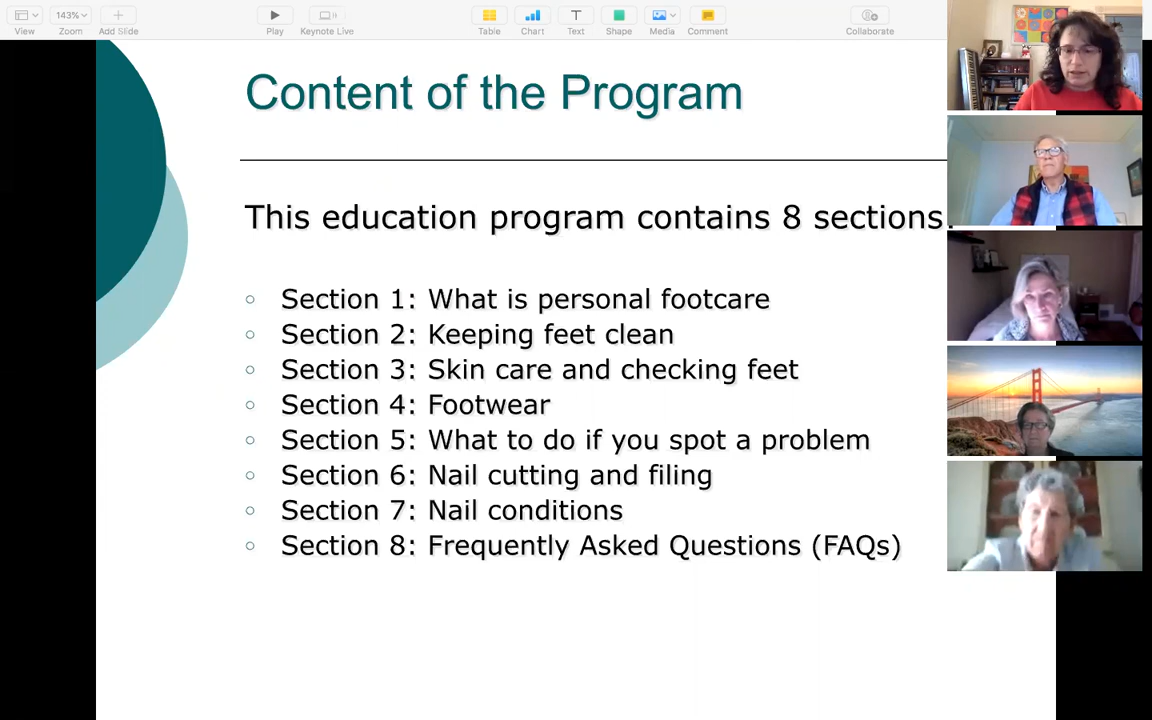 143%
View
Zoom
Add Slide
Play
Keynote Live
Table
Chart
Text
Shape
Media
Comment
Collaborate
Content of the Program
This education program contains 8 sections.
Section 1: What is personal footcare
Section 2: Keeping feet clean
Section 3: Skin care and checking feet
Section 4: Footwear
Section 5: What to do if you spot a problem
Section 6: Nail cutting and filing
Section 7: Nail conditions
Section 8: Frequently Asked Questions (FAQs)